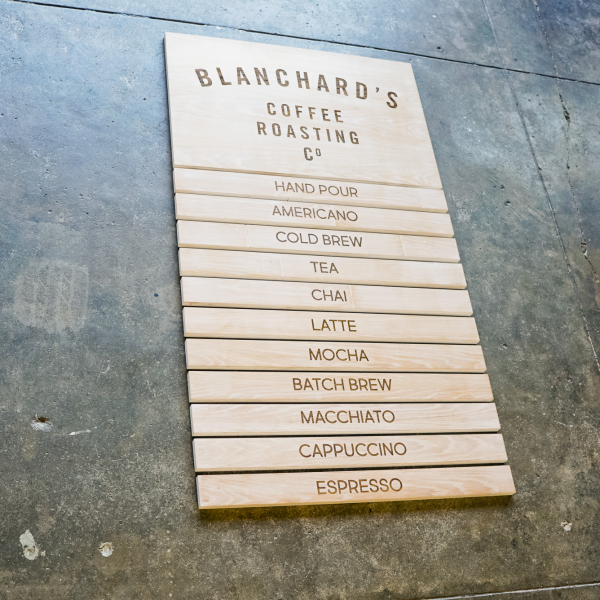 BLANCHARD'S
COFFEE
ROASTING
Cº
HAND POUR
AMERICANO
COLD BREW
TEA
CHAI
LATTE
MOCHA
BATCH BREW
MACCHIATO
CAPPUCCINO
ESPRESSO